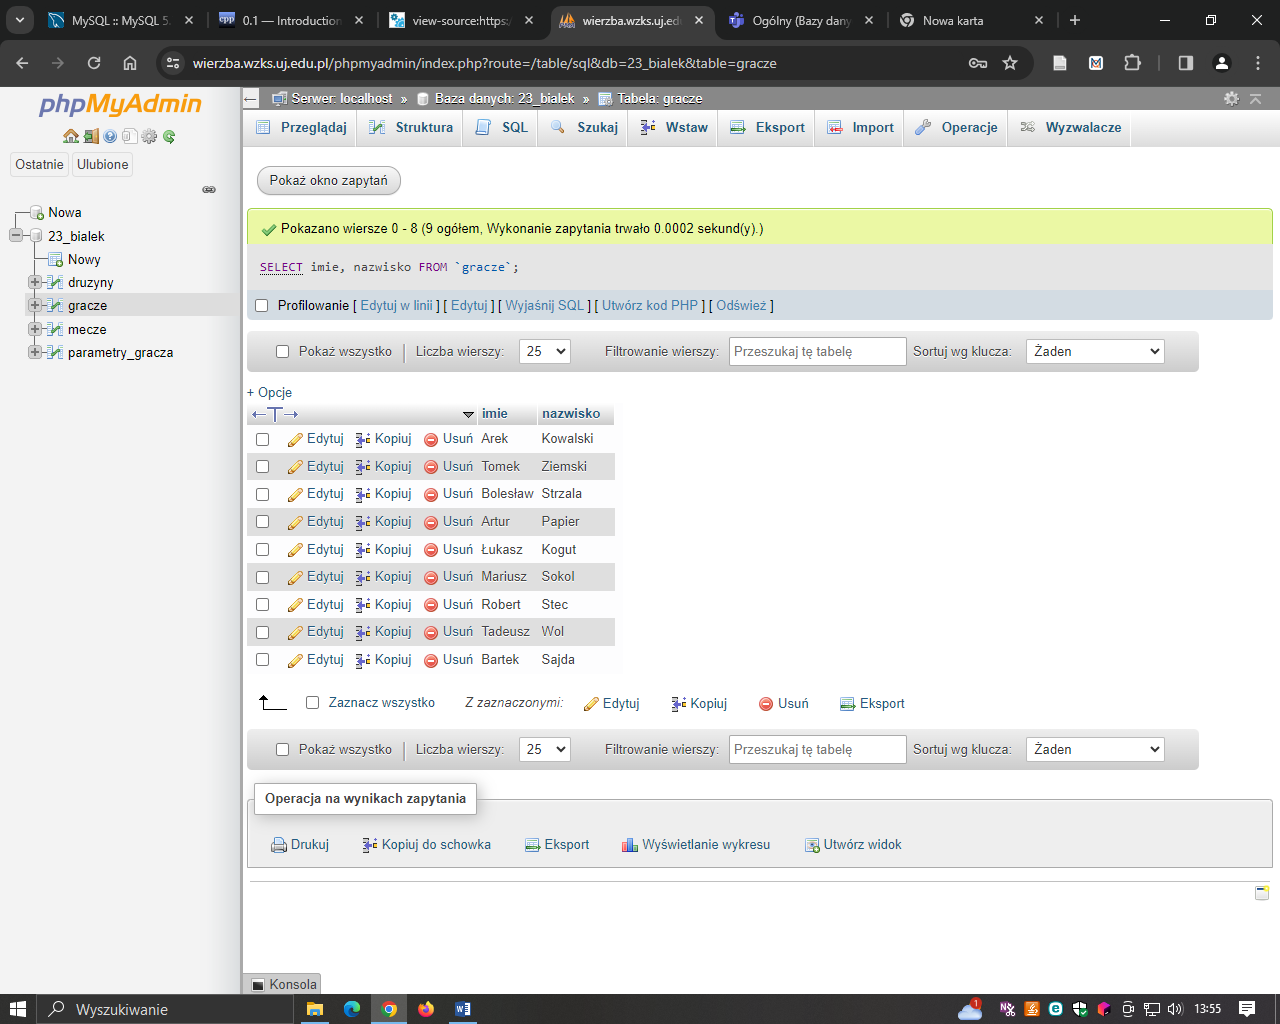 MySQL :: MySQL 5.
0.1 — Introduction
view-source:https:/
wierzba.wzks.uj.ed
Ogólny (Bazy dany
Nowa karta
wierzba.wzks.uj.edu.pl/phpmyadmin/index.php?route=/table/sql&db=23_bialek&table=gracze
phpMyAdmin
Ostatnie Ulubione
Nowa
23_bialek
Nowy
druzyny
gracze
mecze
parametry_gracza
Serwer: localhost » Baza danych: 23_bialek » Tabela: gracze
Przeglądaj Struktura SQL Szukaj Wstaw Eksport Import Operacje Wyzwalacze
Pokaż okno zapytań
Pokazano wiersze 0 - 8 (9 ogółem, Wykonanie zapytania trwało 0.0002 sekund(y).)
SELECT imie, nazwisko FROM `gracze`;
Profilowanie [ Edytuj w linii ] [ Edytuj ] [ Wyjaśnij SQL ] [ Utwórz kod PHP ] [ Odśwież ]
Pokaż wszystko Liczba wierszy: 25 Filtrowanie wierszy: Przeszukaj tę tabelę Sortuj wg klucza: Żaden
+ Opcje
←T→ imie nazwisko
Edytuj Kopiuj Usuń Arek Kowalski
Edytuj Kopiuj Usuń Tomek Ziemski
Edytuj Kopiuj Usuń Bolesław Strzala
Edytuj Kopiuj Usuń Artur Papier
Edytuj Kopiuj Usuń Łukasz Kogut
Edytuj Kopiuj Usuń Mariusz Sokol
Edytuj Kopiuj Usuń Robert Stec
Edytuj Kopiuj Usuń Tadeusz Wol
Edytuj Kopiuj Usuń Bartek Sajda
Zaznacz wszystko Z zaznaczonymi: Edytuj Kopiuj Usuń Eksport
Pokaż wszystko Liczba wierszy: 25 Filtrowanie wierszy: Przeszukaj tę tabelę Sortuj wg klucza: Żaden
Operacja na wynikach zapytania
Drukuj Kopiuj do schowka Eksport Wyświetlanie wykresu Utwórz widok
Konsola
Wyszukiwanie
1
13:55